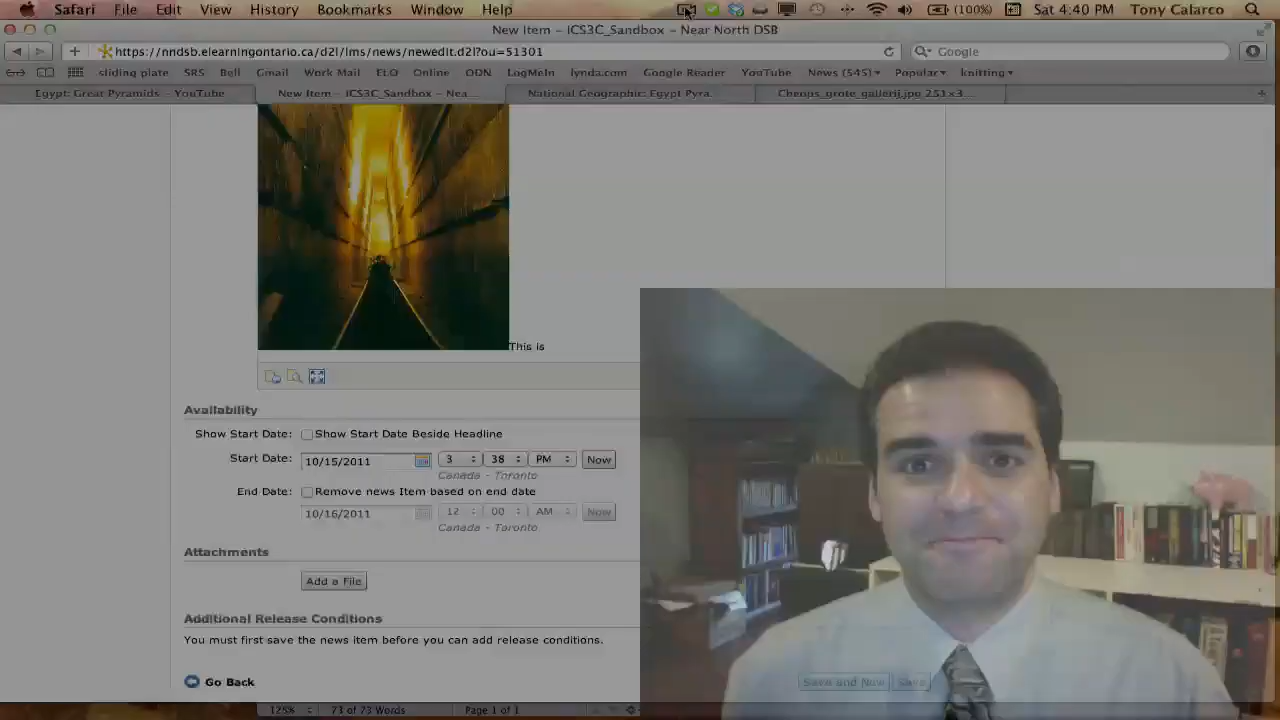 Safari File Edit View History Bookmarks Window Help (100%) Sat 4:40 PM Tony Calarco
New Item – ICS3C_Sandbox – Near North DSB
https://nndsb.elearningontario.ca/d2l/lms/news/newedit.d2l?ou=51301 Google
sliding plate SRS Bell Gmail Work Mail ELO Online ODN LogMeIn lynda.com Google Reader YouTube News (545) Popular knitting
Egypt: Great Pyramids – YouTube New Item – ICS3C_Sandbox – Nea... National Geographic: Egypt Pyra... Cheops_grote_gallerij.jpg 251×3...
This is
Availability
Show Start Date: Show Start Date Beside Headline
Start Date: 10/15/2011 3 38 PM Now
Canada - Toronto
End Date: Remove news Item based on end date
10/16/2011 12 00 AM Now
Canada - Toronto
Attachments
Add a File
Additional Release Conditions
You must first save the news item before you can add release conditions.
Go Back Save and New Save
125% 73 of 73 Words Page 1 of 1